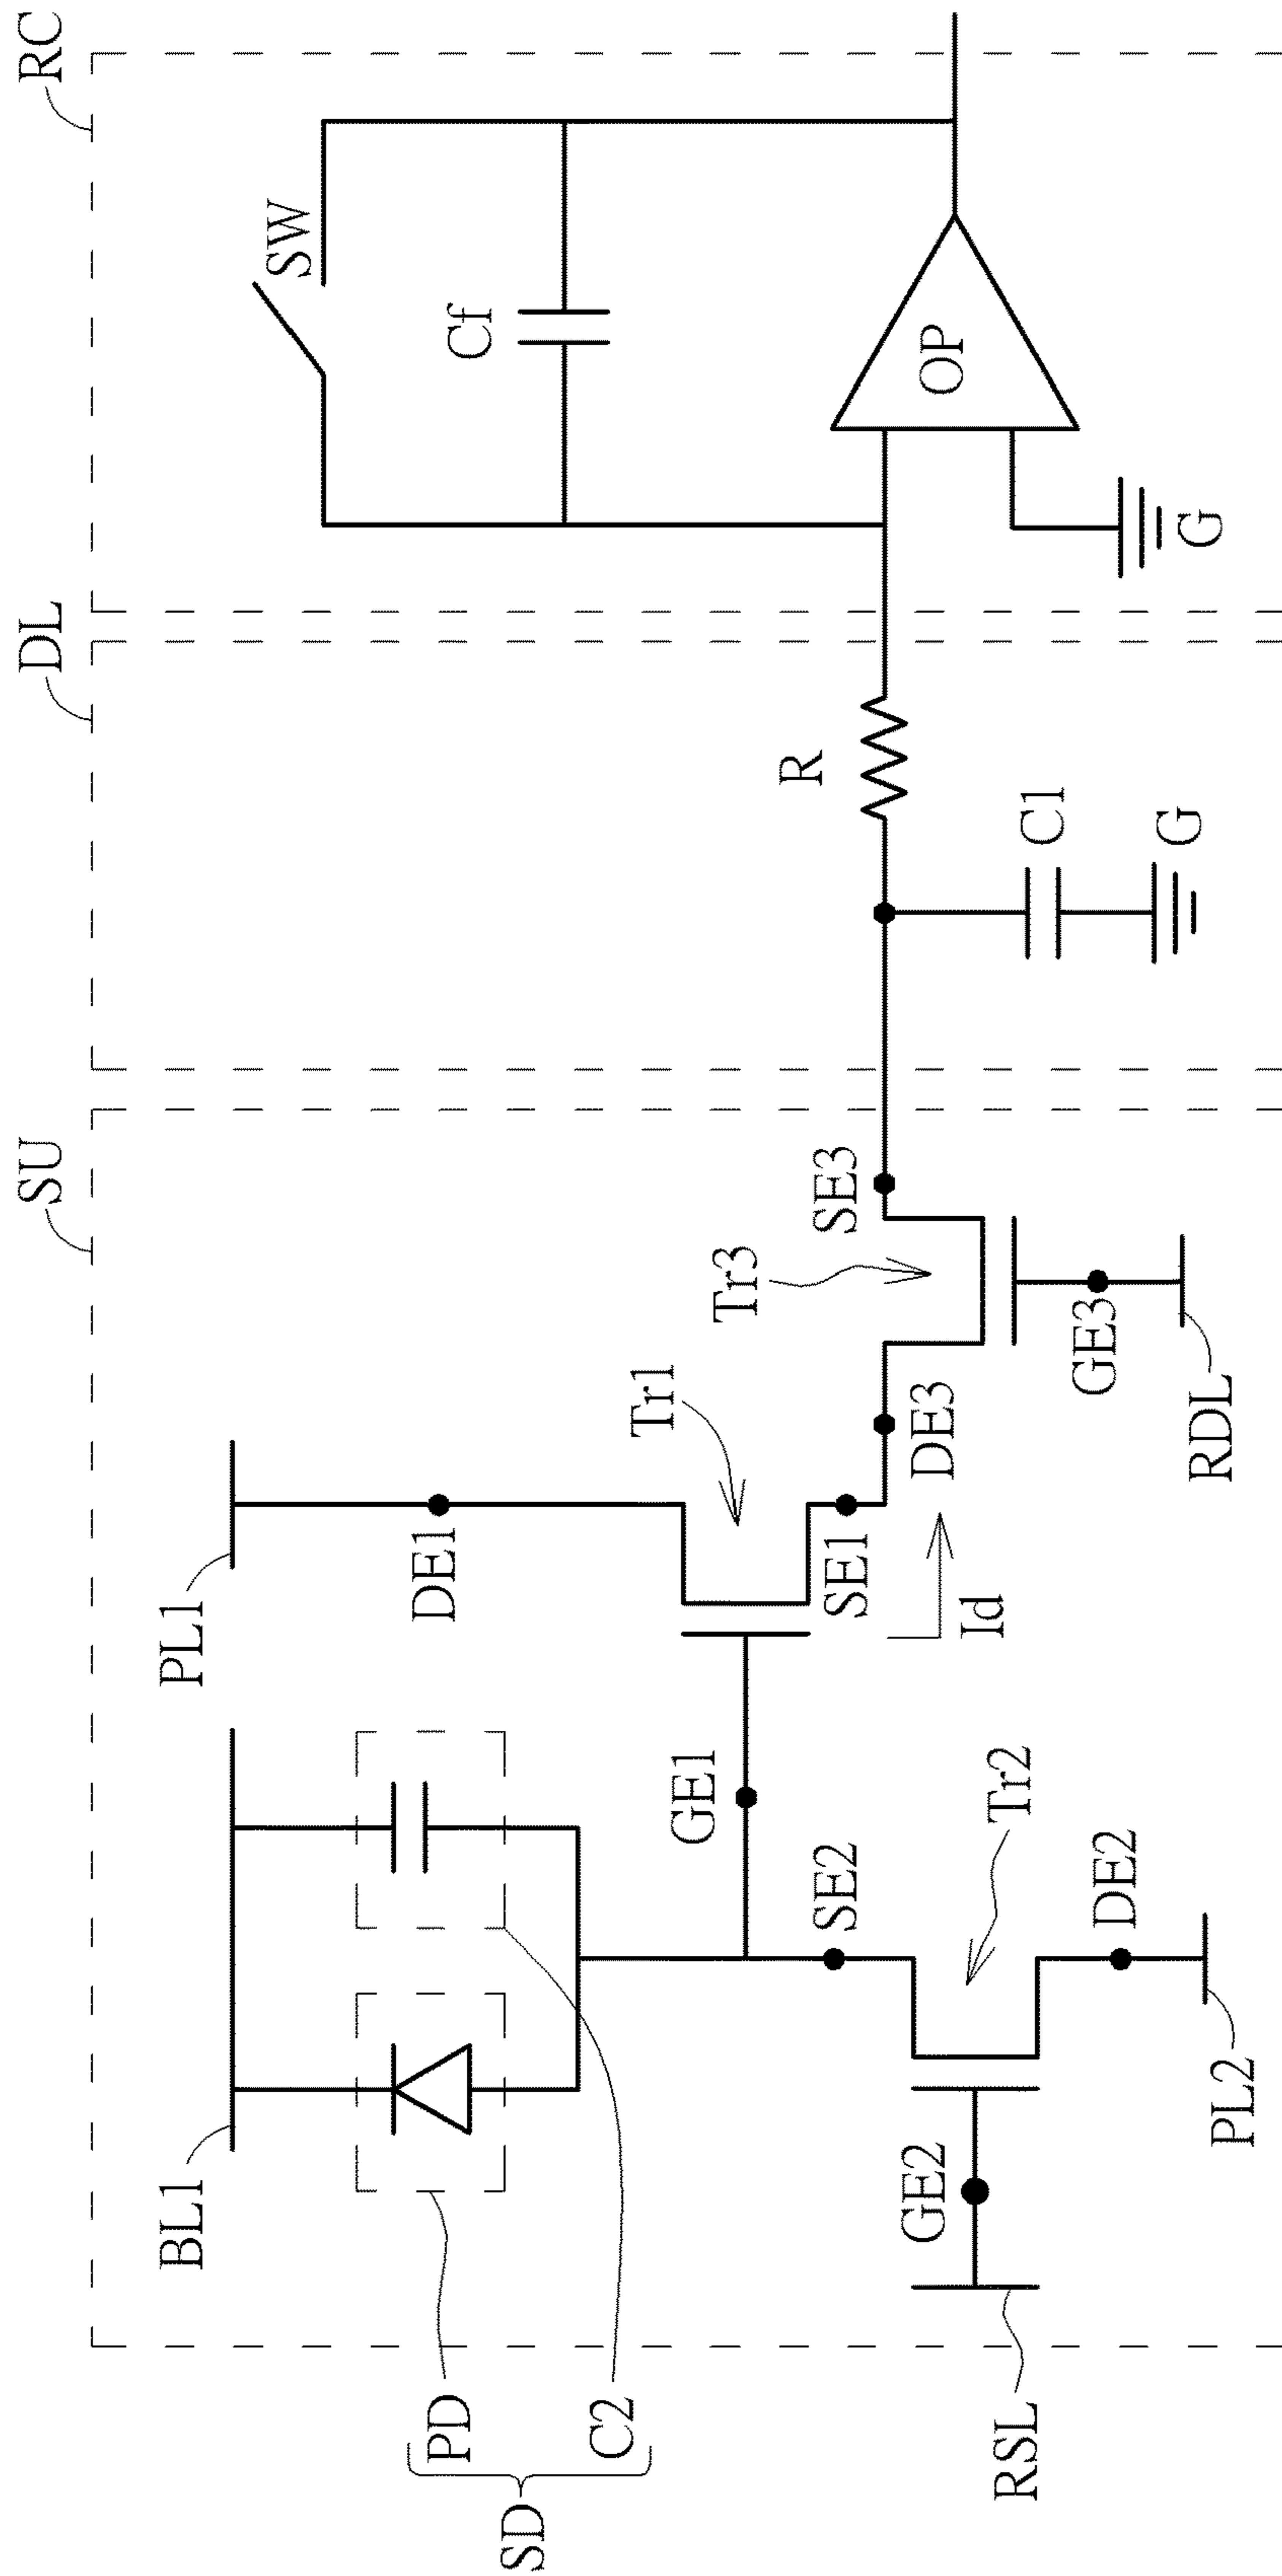 SU
DL
RC
BL1
PL1
SW
Cf
DE1
Tr1
PD
C2
SD
GE1
SE1
Tr3
SE3
R
OP
SE2
Id
DE3
C1
G
G
GE2
Tr2
GE3
DE2
RSL
PL2
RDL